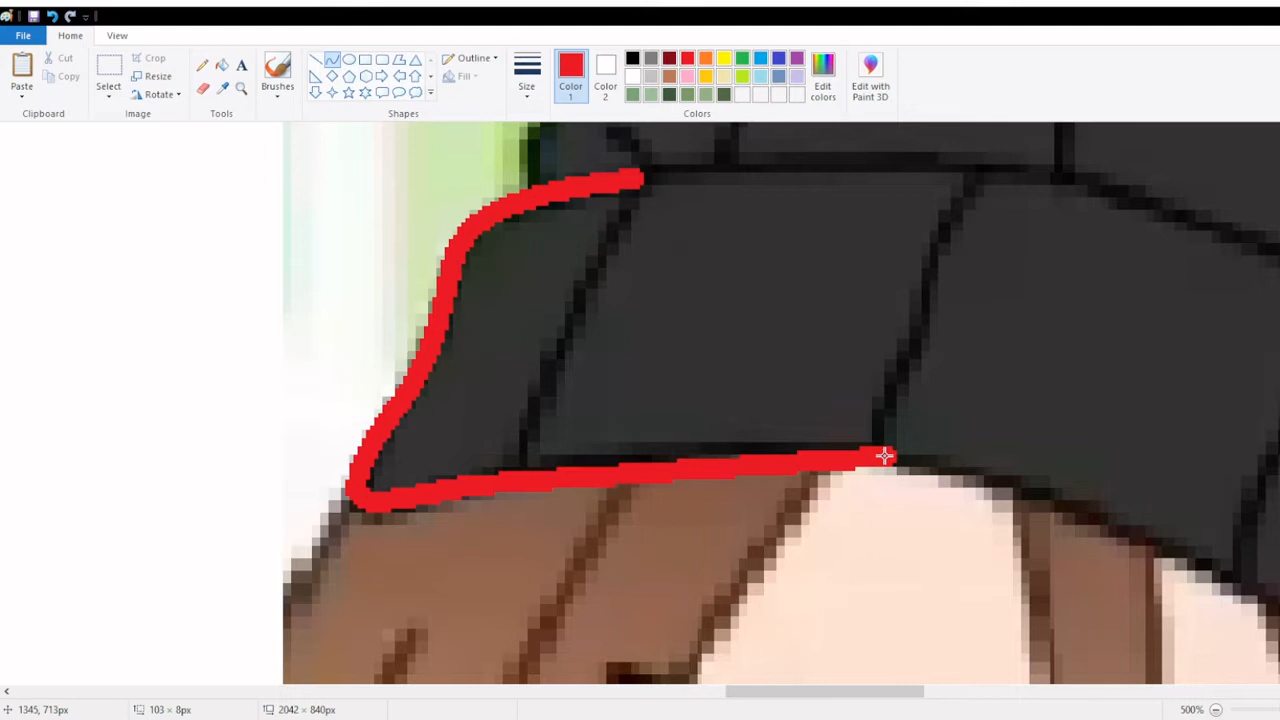 File Home View
Cut
Copy
Paste
Clipboard
Crop
Resize
Rotate
Select
Image
A
Tools
Brushes
Outline
Fill
Shapes
Size
Color
1
Color
2
Edit
colors
Colors
Edit with
Paint 3D
1345, 713px 103 × 8px 2042 × 840px 500%